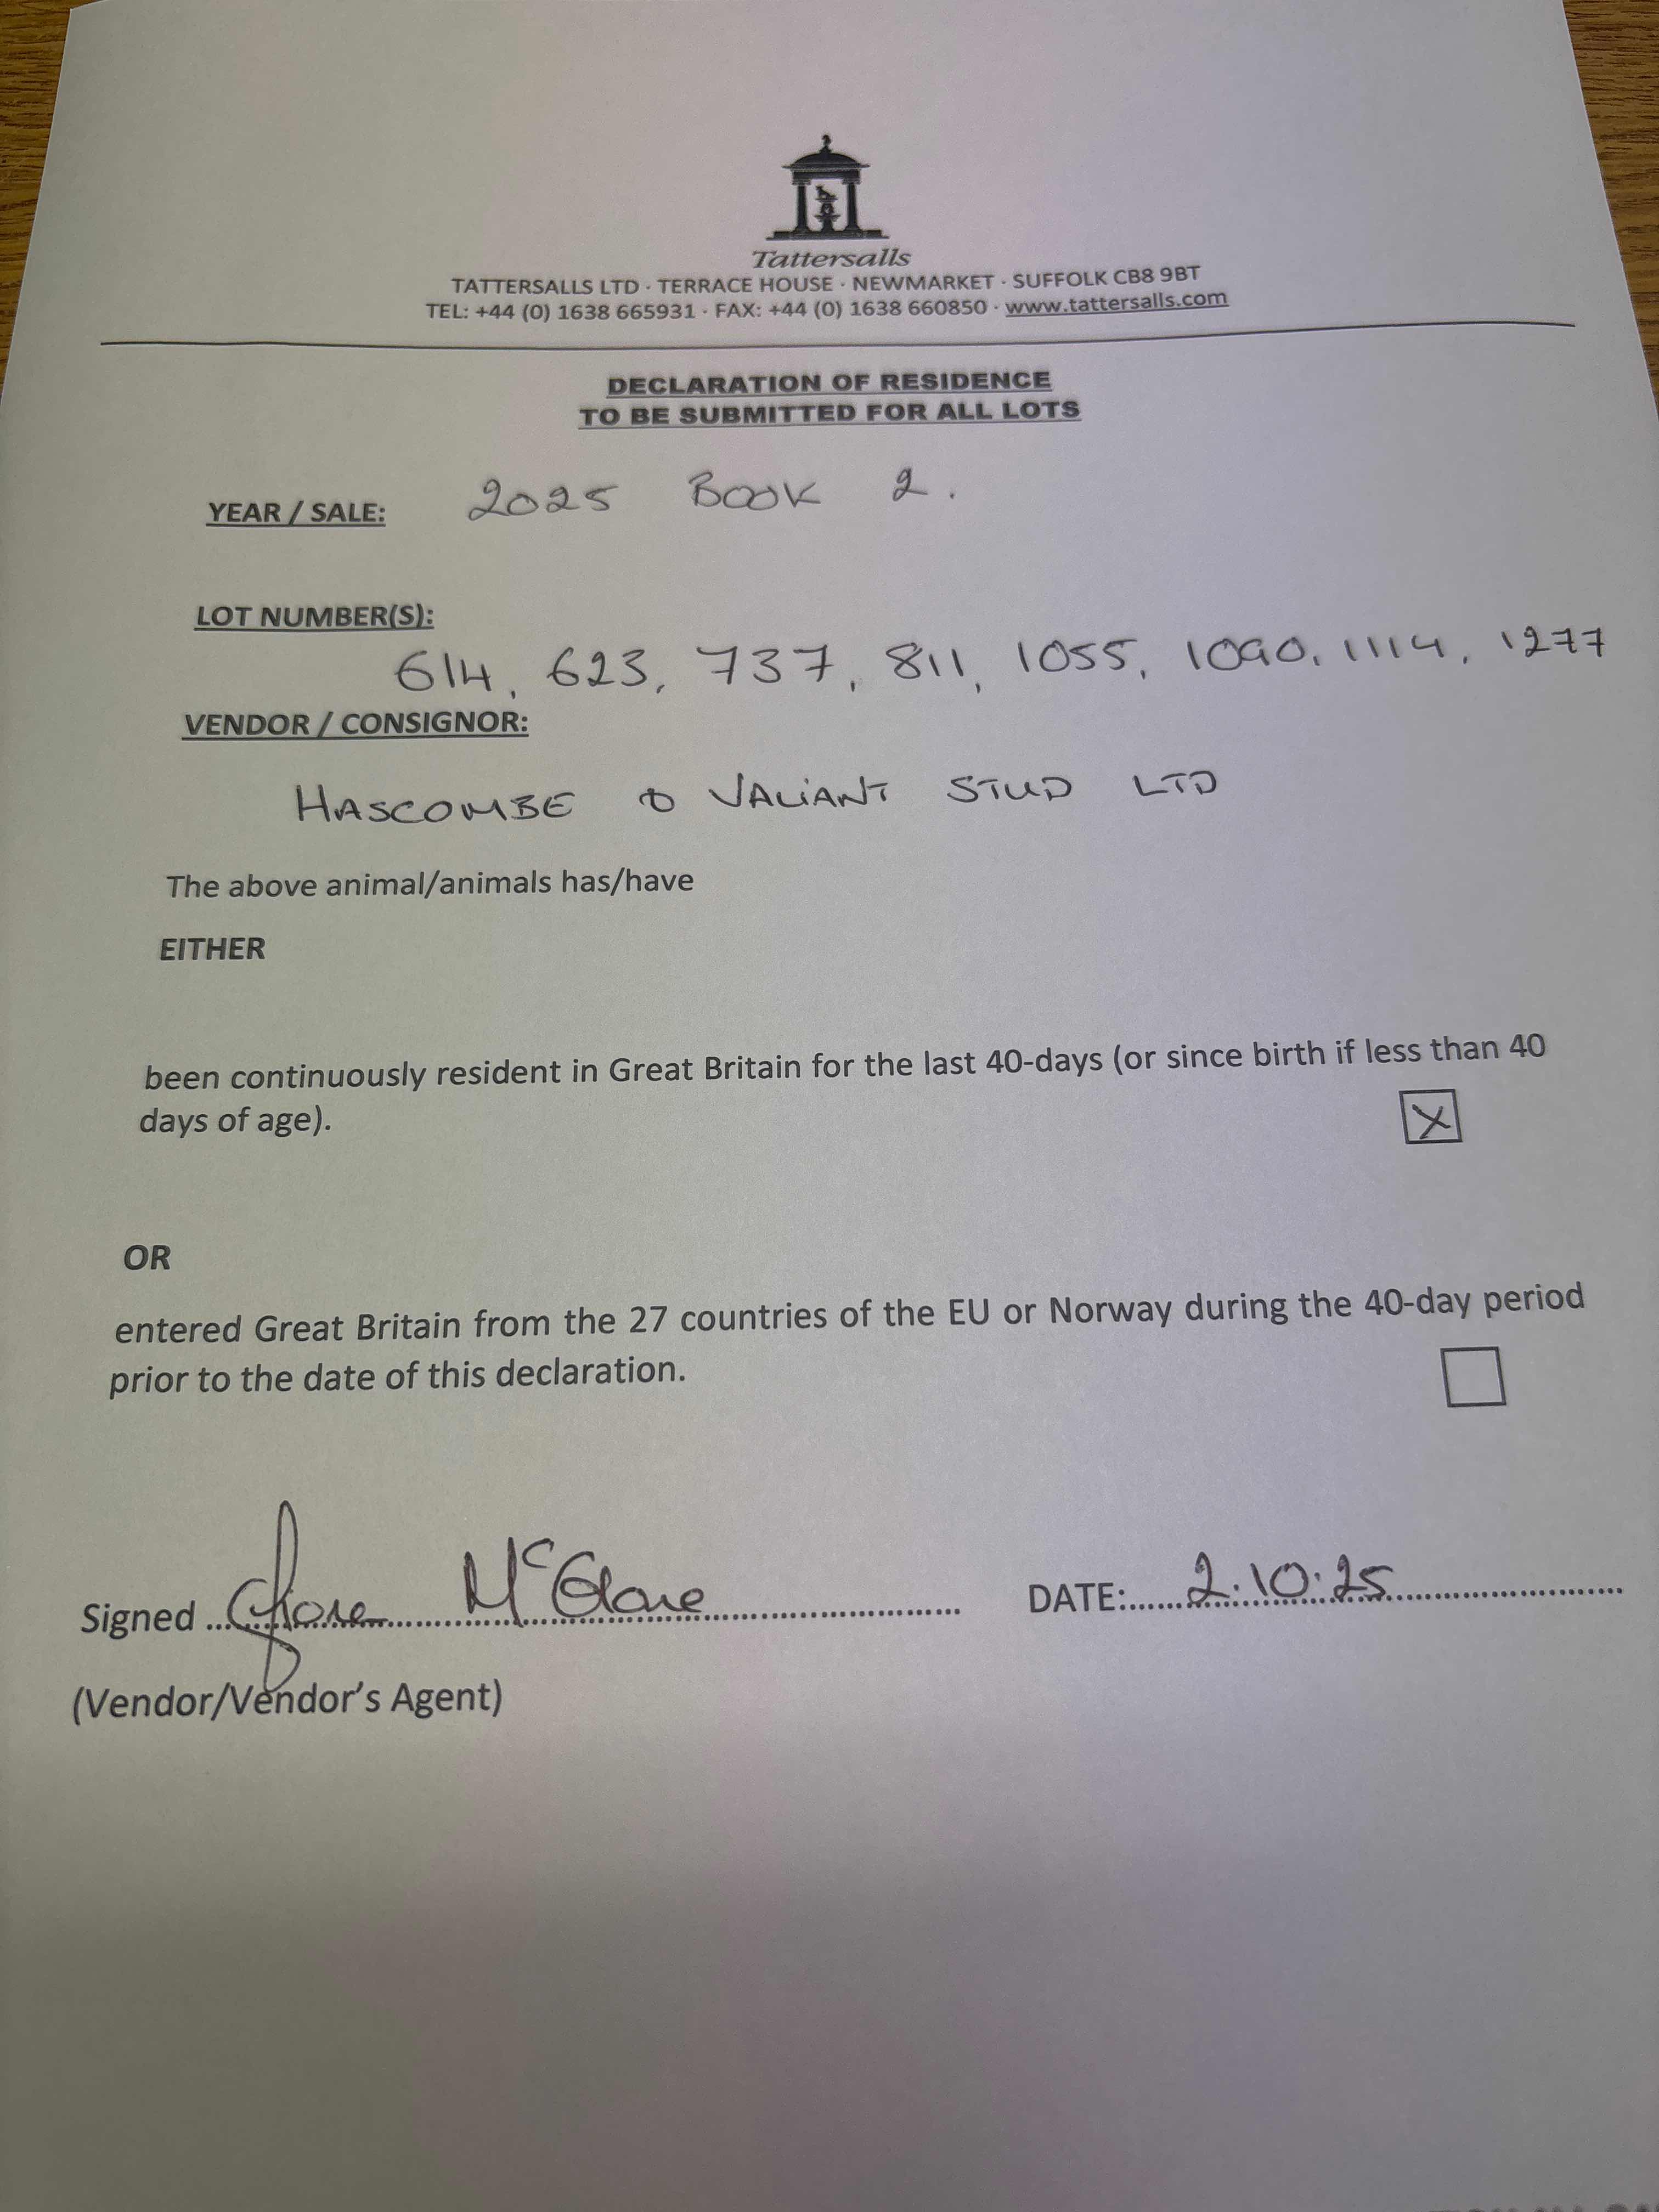 Tattersalls
TATTERSALLS LTD · TERRACE HOUSE · NEWMARKET · SUFFOLK CB8 9BT
TEL: +44 (0) 1638 665931 · FAX: +44 (0) 1638 660850 · www.tattersalls.com
DECLARATION OF RESIDENCE
TO BE SUBMITTED FOR ALL LOTS
YEAR / SALE: 2025 BOOK 2.
LOT NUMBER(S):
614, 623, 737, 811, 1055, 1090, 1114, 1277
VENDOR / CONSIGNOR:
HASCOMBE & VALIANT STUD LTD
The above animal/animals has/have
EITHER
been continuously resident in Great Britain for the last 40-days (or since birth if less than 40
days of age). X
OR
entered Great Britain from the 27 countries of the EU or Norway during the 40-day period
prior to the date of this declaration.
Signed ... McGlone ... DATE: 2.10.25
(Vendor/Vendor's Agent)